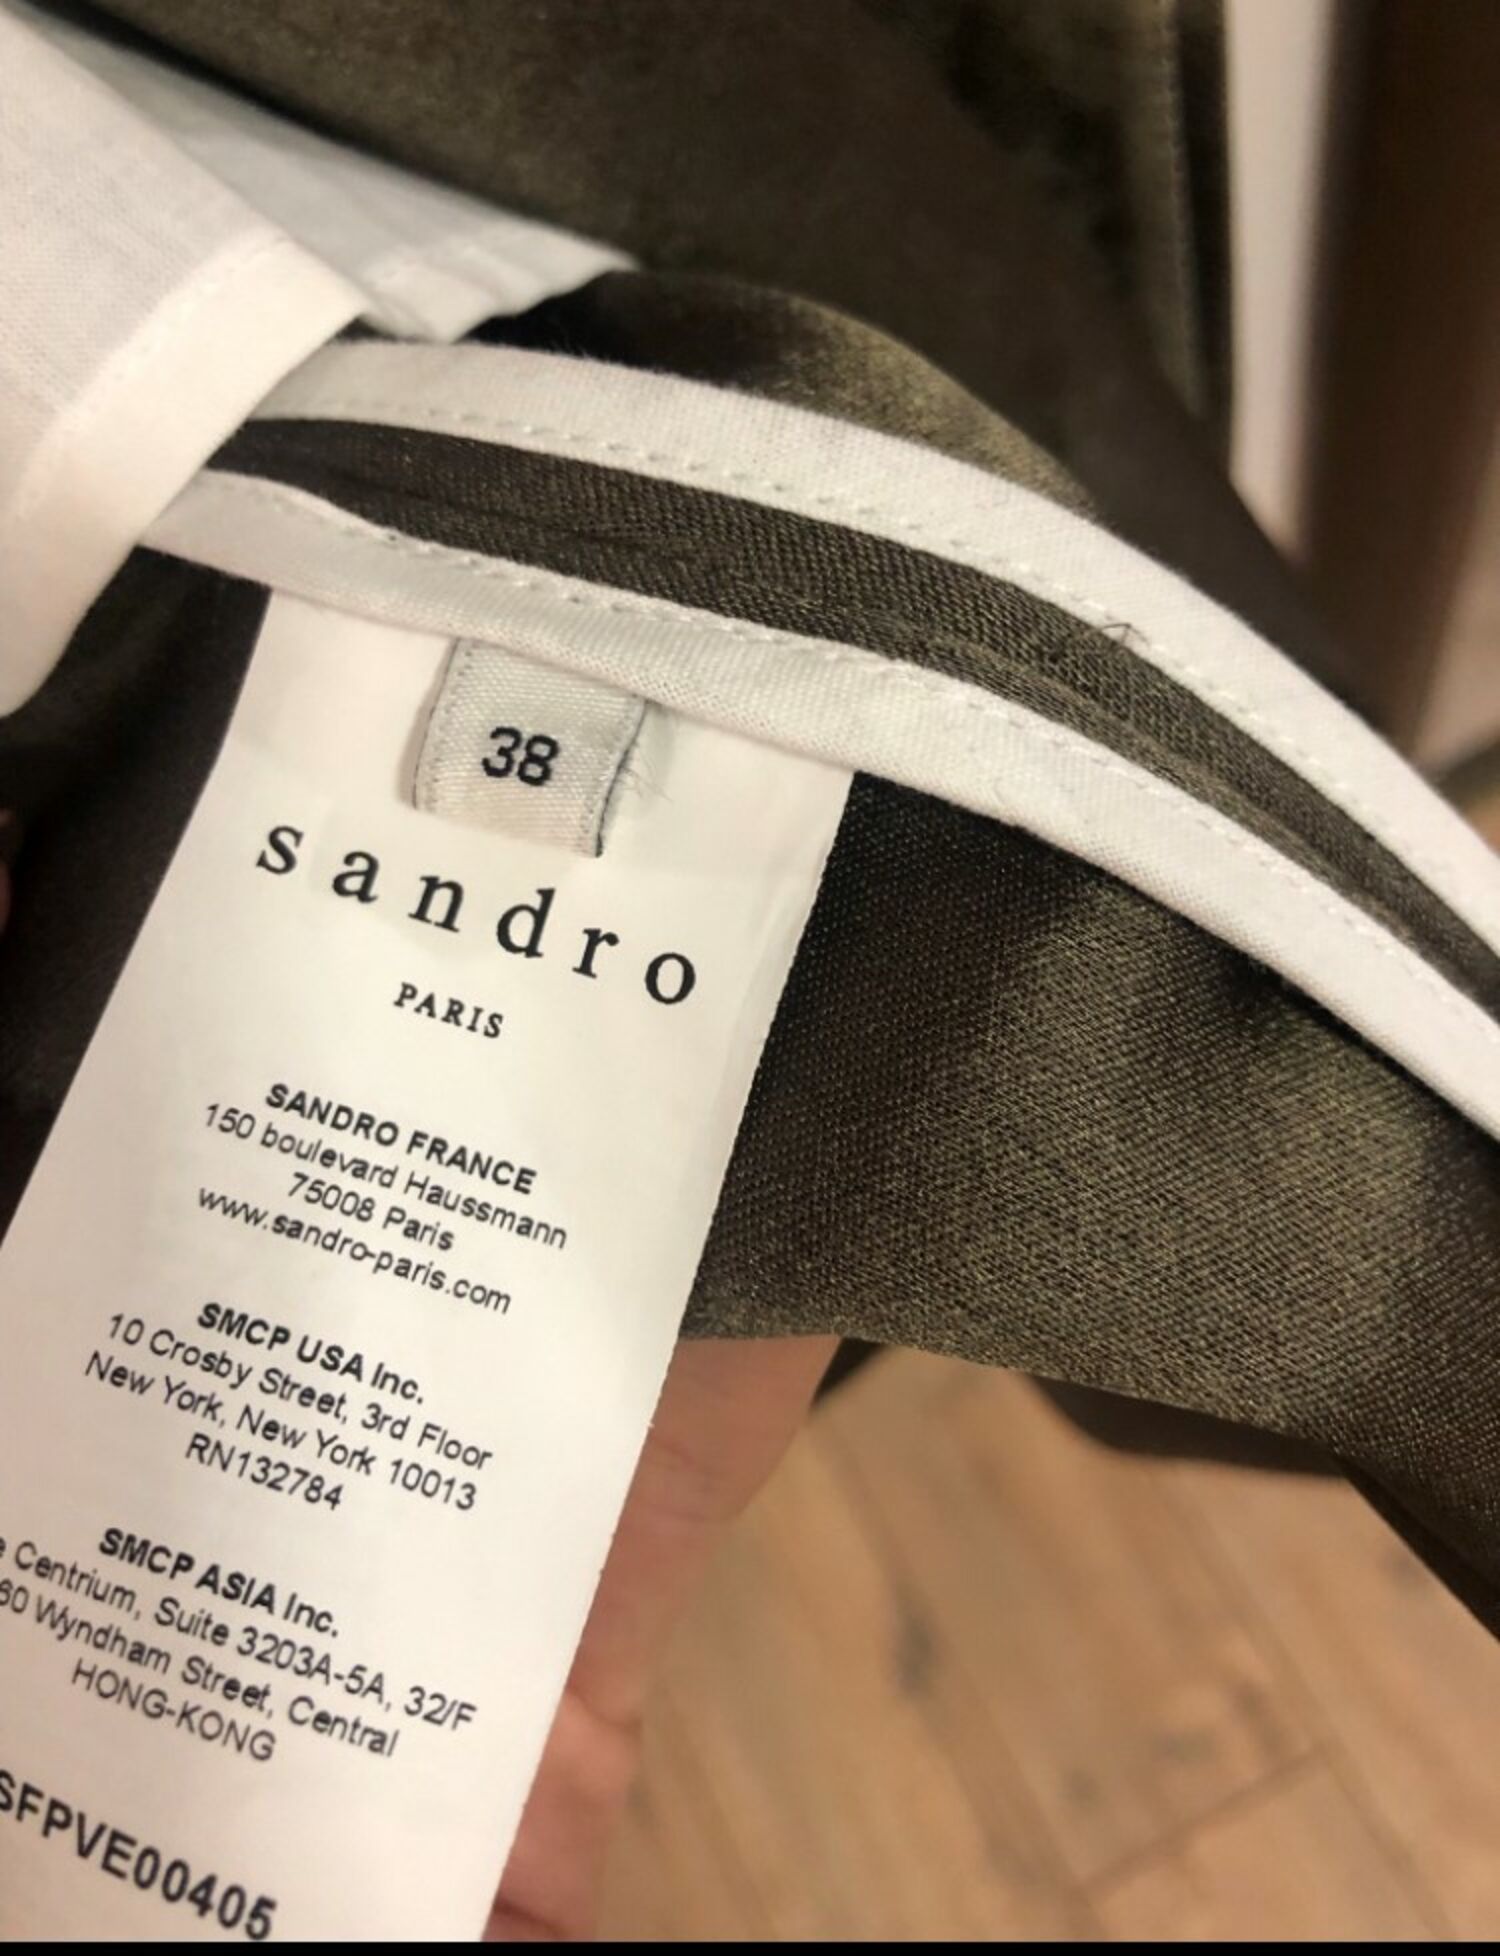 38
sandro
PARIS
SANDRO FRANCE
150 boulevard Haussmann
75008 Paris
www.sandro-paris.com
SMCP USA Inc.
10 Crosby Street, 3rd Floor
New York, New York 10013
RN132784
SMCP ASIA Inc.
Centrium, Suite 3203A-5A, 32/F
60 Wyndham Street, Central
HONG-KONG
SFPVE00405